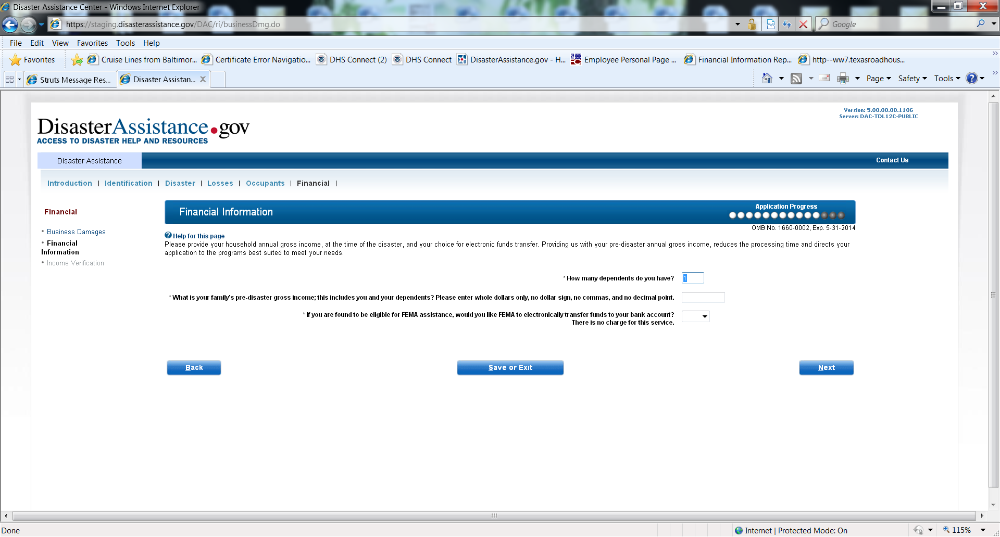 Disaster Assistance Center - Windows Internet Explorer
https://staging.disasterassistance.gov/DAC/ri/businessDmg.do
Google
File Edit View Favorites Tools Help
Favorites
Cruise Lines from Baltimor...
Certificate Error Navigatio...
DHS Connect (2)
DHS Connect
DisasterAssistance.gov - H...
Employee Personal Page ...
Financial Information Rep...
http--ww7.texasroadhous...
Struts Message Res...
Disaster Assistan...
Page Safety Tools
Version: 5.00.00.00.1106
Server: DAC-TDL12C-PUBLIC
DisasterAssistance.gov
ACCESS TO DISASTER HELP AND RESOURCES
Disaster Assistance
Contact Us
Introduction | Identification | Disaster | Losses | Occupants | Financial |
Financial
• Business Damages
• Financial
Information
• Income Verification
Financial Information
Application Progress
OMB No. 1660-0002, Exp. 5-31-2014
? Help for this page
Please provide your household annual gross income, at the time of the disaster, and your choice for electronic funds transfer. Providing us with your pre-disaster annual gross income, reduces the processing time and directs your
application to the programs best suited to meet your needs.
* How many dependents do you have? 1
* What is your family's pre-disaster gross income; this includes you and your dependents? Please enter whole dollars only, no dollar sign, no commas, and no decimal point.
* If you are found to be eligible for FEMA assistance, would you like FEMA to electronically transfer funds to your bank account?
There is no charge for this service.
Back
Save or Exit
Next
Done
Internet | Protected Mode: On
115%